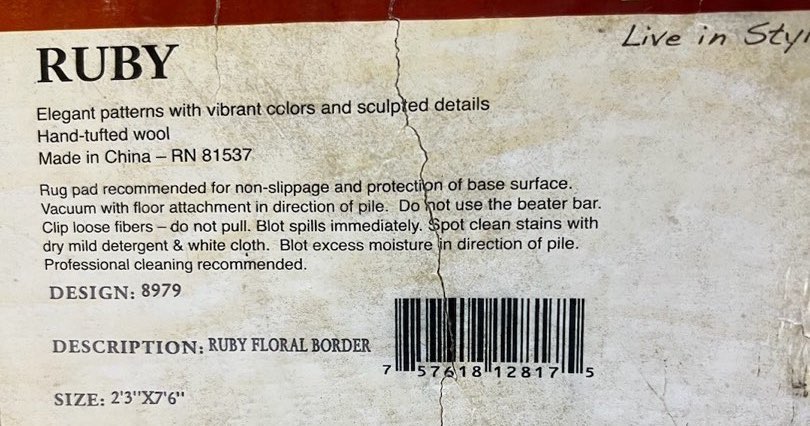 Live in
RUBY
Elegant patterns with vibrant colors and sculpted details
Hand-tufted wool
Made in China – RN 81537
Rug pad recommended for non-slippage and protection of base surface.
Vacuum with floor attachment in direction of pile. Do not use the beater bar.
Clip loose fibers – do not pull. Blot spills immediately. Spot clean stains with
dry mild detergent & white cloth. Blot excess moisture in direction of pile.
Professional cleaning recommended.
DESIGN: 8979
DESCRIPTION: RUBY FLORAL BORDER
7 57618 12817 5
SIZE: 2'3"X7'6"